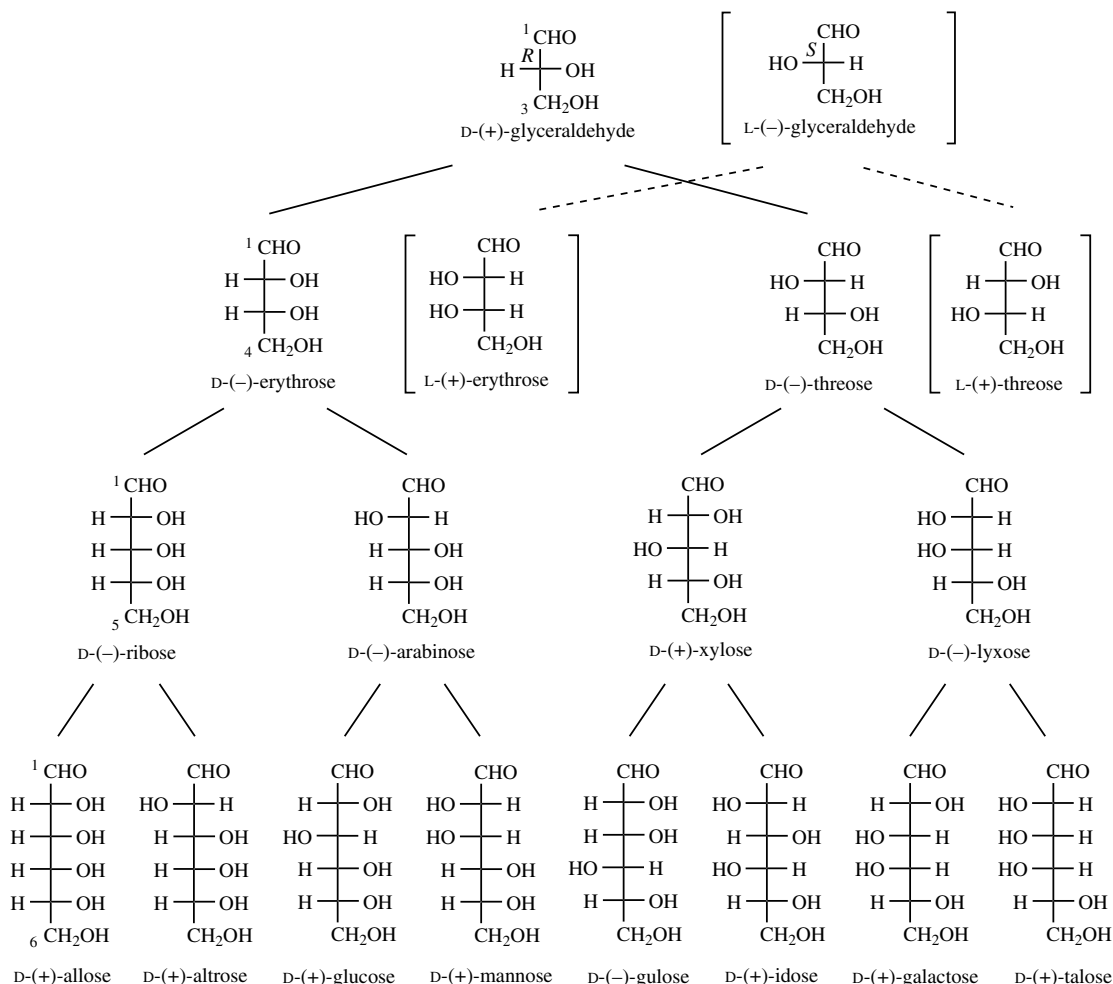 1CHO CHO
R S
H OH HO H
3 CH2OH CH2OH
D-(+)-glyceraldehyde L-(–)-glyceraldehyde
1 CHO CHO CHO CHO
H OH HO H HO H H OH
H OH HO H H OH HO H
4 CH2OH CH2OH CH2OH CH2OH
D-(–)-erythrose L-(+)-erythrose D-(–)-threose L-(+)-threose
1CHO CHO CHO CHO
H OH HO H H OH HO H
H OH H OH HO H HO H
H OH H OH H OH H OH
5 CH2OH CH2OH CH2OH CH2OH
D-(–)-ribose D-(–)-arabinose D-(+)-xylose D-(–)-lyxose
1 CHO CHO CHO CHO CHO CHO CHO CHO
H OH HO H H OH HO H H OH HO H H OH HO H
H OH H OH HO H HO H H OH H OH HO H HO H
H OH H OH H OH H OH HO H HO H HO H HO H
H OH H OH H OH H OH H OH H OH H OH H OH
6 CH2OH CH2OH CH2OH CH2OH CH2OH CH2OH CH2OH CH2OH
D-(+)-allose D-(+)-altrose D-(+)-glucose D-(+)-mannose D-(–)-gulose D-(+)-idose D-(+)-galactose D-(+)-talose